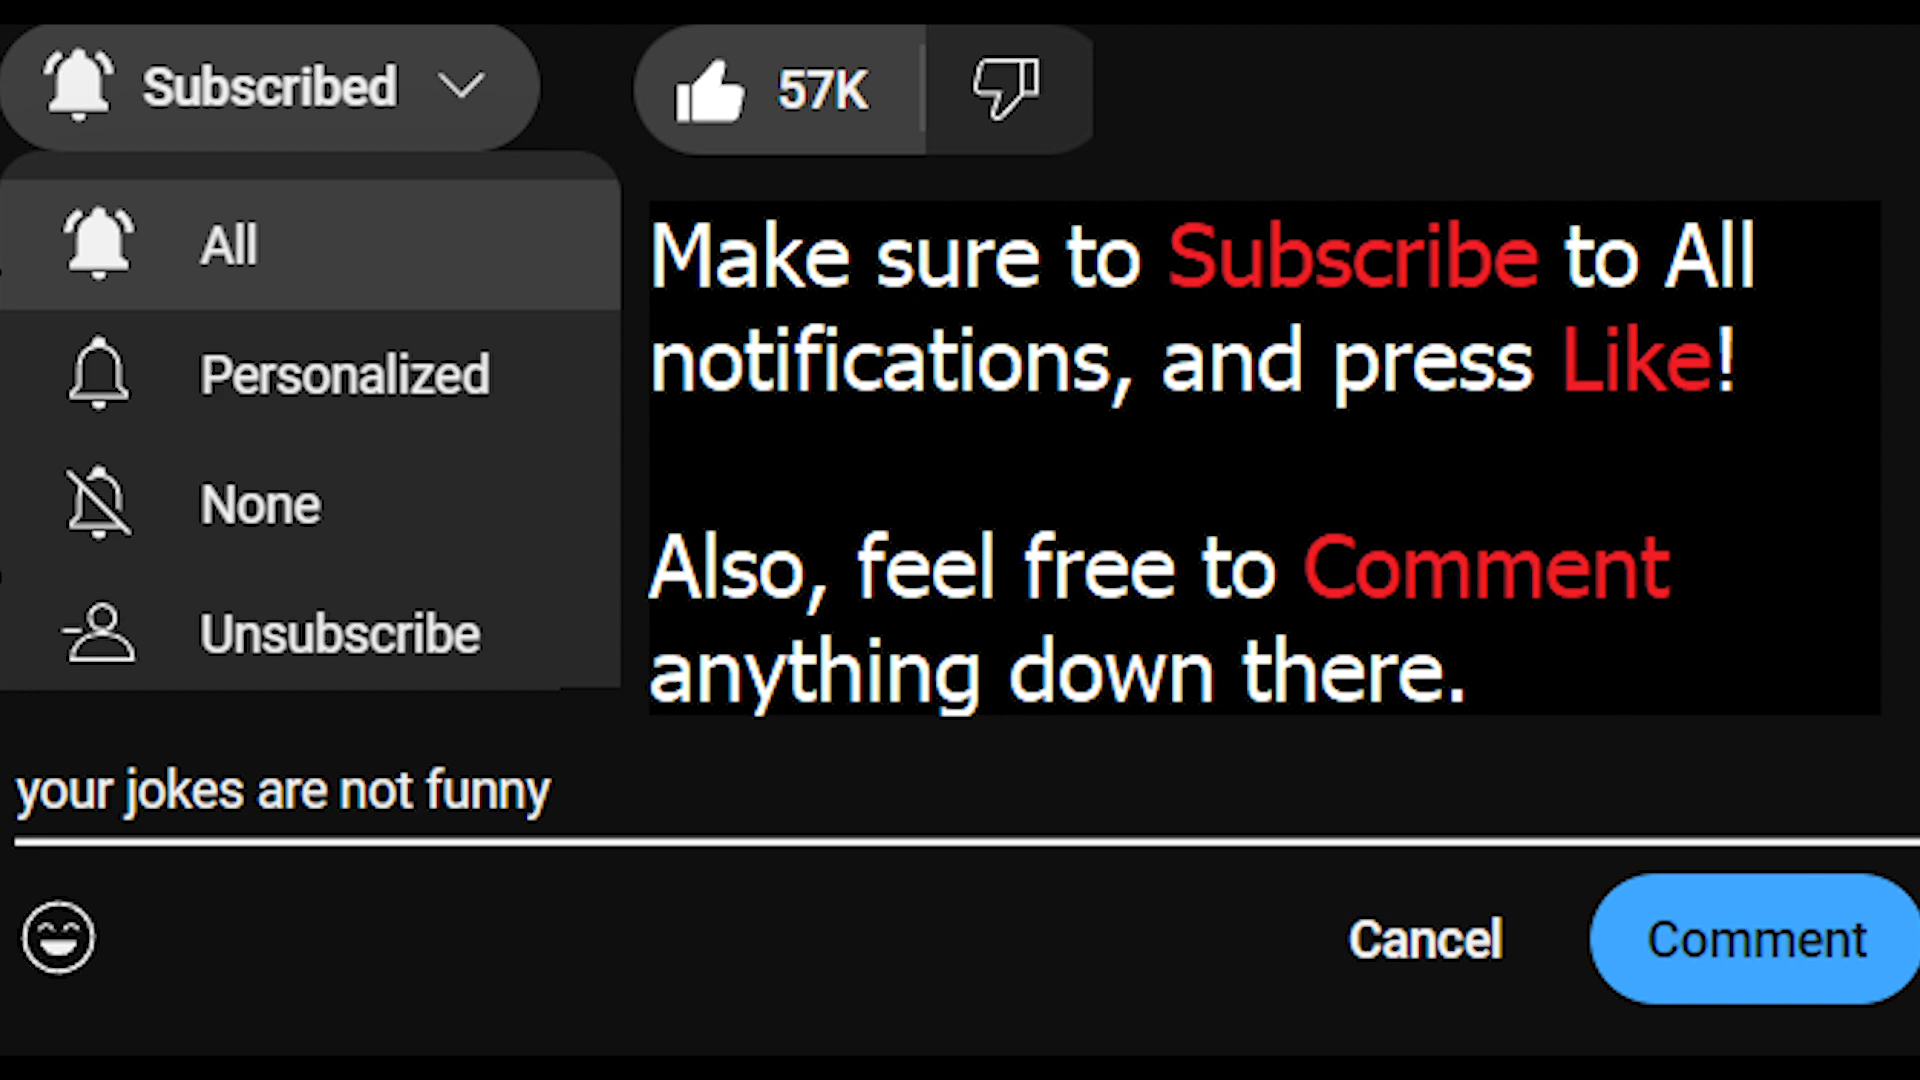 Subscribed
57K
All
Personalized
None
Unsubscribe
Make sure to Subscribe to All
notifications, and press Like!
Also, feel free to Comment
anything down there.
your jokes are not funny
Cancel
Comment